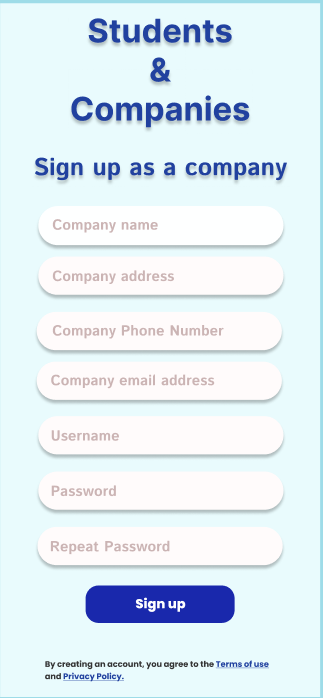 Students
&
Companies
Sign up as a company
Company name
Company address
Company Phone Number
Company email address
Username
Password
Repeat Password
Sign up
By creating an account, you agree to the Terms of use
and Privacy Policy.